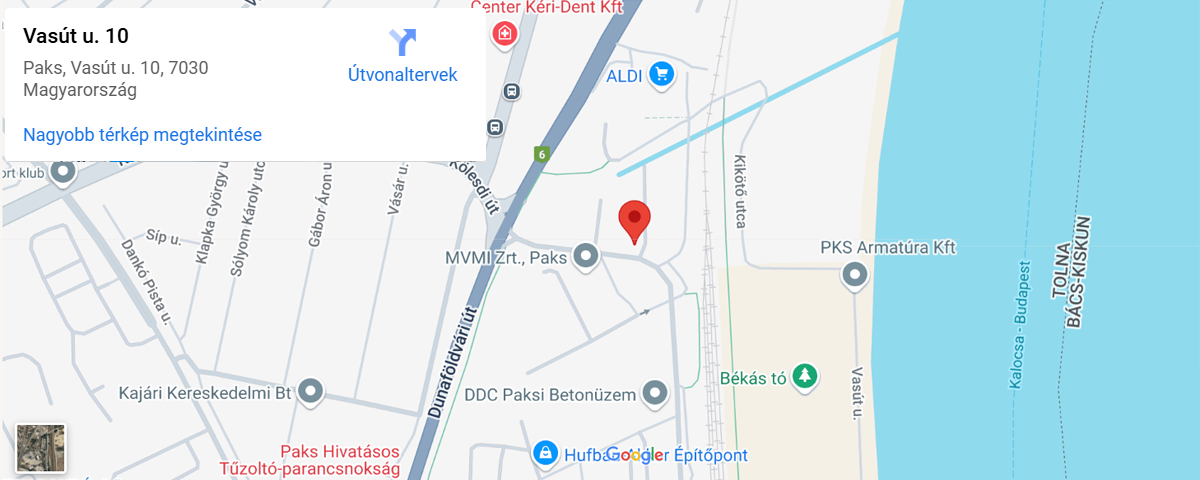 Vasút u. 10
Paks, Vasút u. 10, 7030
Magyarország
Útvonaltervek
Nagyobb térkép megtekintése
Center Kéri-Dent Kft
ALDI
6
ort klub
Kölesdi út
Klapka György u
Sólyom Károly utc
Gábor Áron u
Vásár u.
Síp u.
Dankó Pista u.
MVMI Zrt., Paks
Kikötő utca
PKS Armatúra Kft
TOLNA
BÁCS-KISKUN
Kalocsa - Budapest
Dunaföldvári út
Kajári Kereskedelmi Bt
DDC Paksi Betonüzem
Békás tó
Vasút u.
Paks Hivatásos
Tűzoltó-parancsnokság
Google
Építőpont